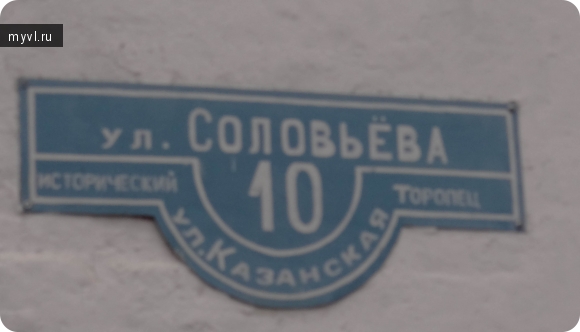 myvl.ru
ул. Соловьёва
исторический 10 Торопец
ул. Казанская